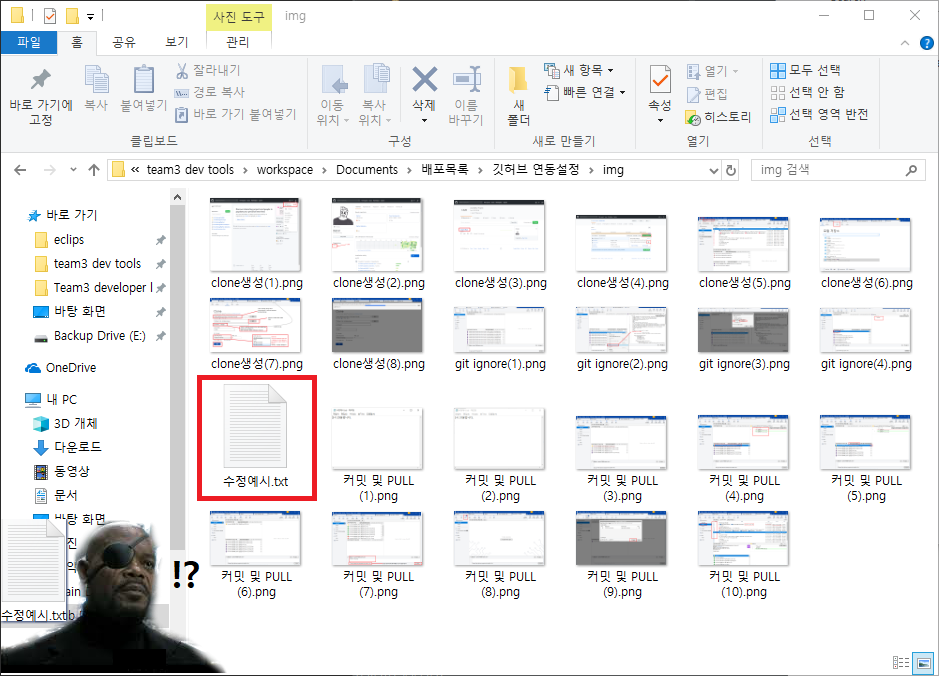 사진 도구 img
파일 홈 공유 보기 관리
바로 가기에 고정
복사
붙여넣기
잘라내기
경로 복사
바로 가기 붙여넣기
클립보드
이동 위치
복사 위치
삭제
이름 바꾸기
구성
새 폴더
새 항목
빠른 연결
새로 만들기
속성
열기
편집
히스토리
열기
모두 선택
선택 안 함
선택 영역 반전
선택
« team3 dev tools > workspace > Documents > 배포목록 > 깃허브 연동설정 > img
img 검색
바로 가기
eclips
team3 dev tools
Team3 developer l
바탕 화면
Backup Drive (E:)
OneDrive
내 PC
3D 개체
다운로드
동영상
문서
바탕 화면
수정예시.txt
!?
clone생성(1).png
clone생성(2).png
clone생성(3).png
clone생성(4).png
clone생성(5).png
clone생성(6).png
clone생성(7).png
clone생성(8).png
git ignore(1).png
git ignore(2).png
git ignore(3).png
git ignore(4).png
수정예시.txt
커밋 및 PULL (1).png
커밋 및 PULL (2).png
커밋 및 PULL (3).png
커밋 및 PULL (4).png
커밋 및 PULL (5).png
커밋 및 PULL (6).png
커밋 및 PULL (7).png
커밋 및 PULL (8).png
커밋 및 PULL (9).png
커밋 및 PULL (10).png